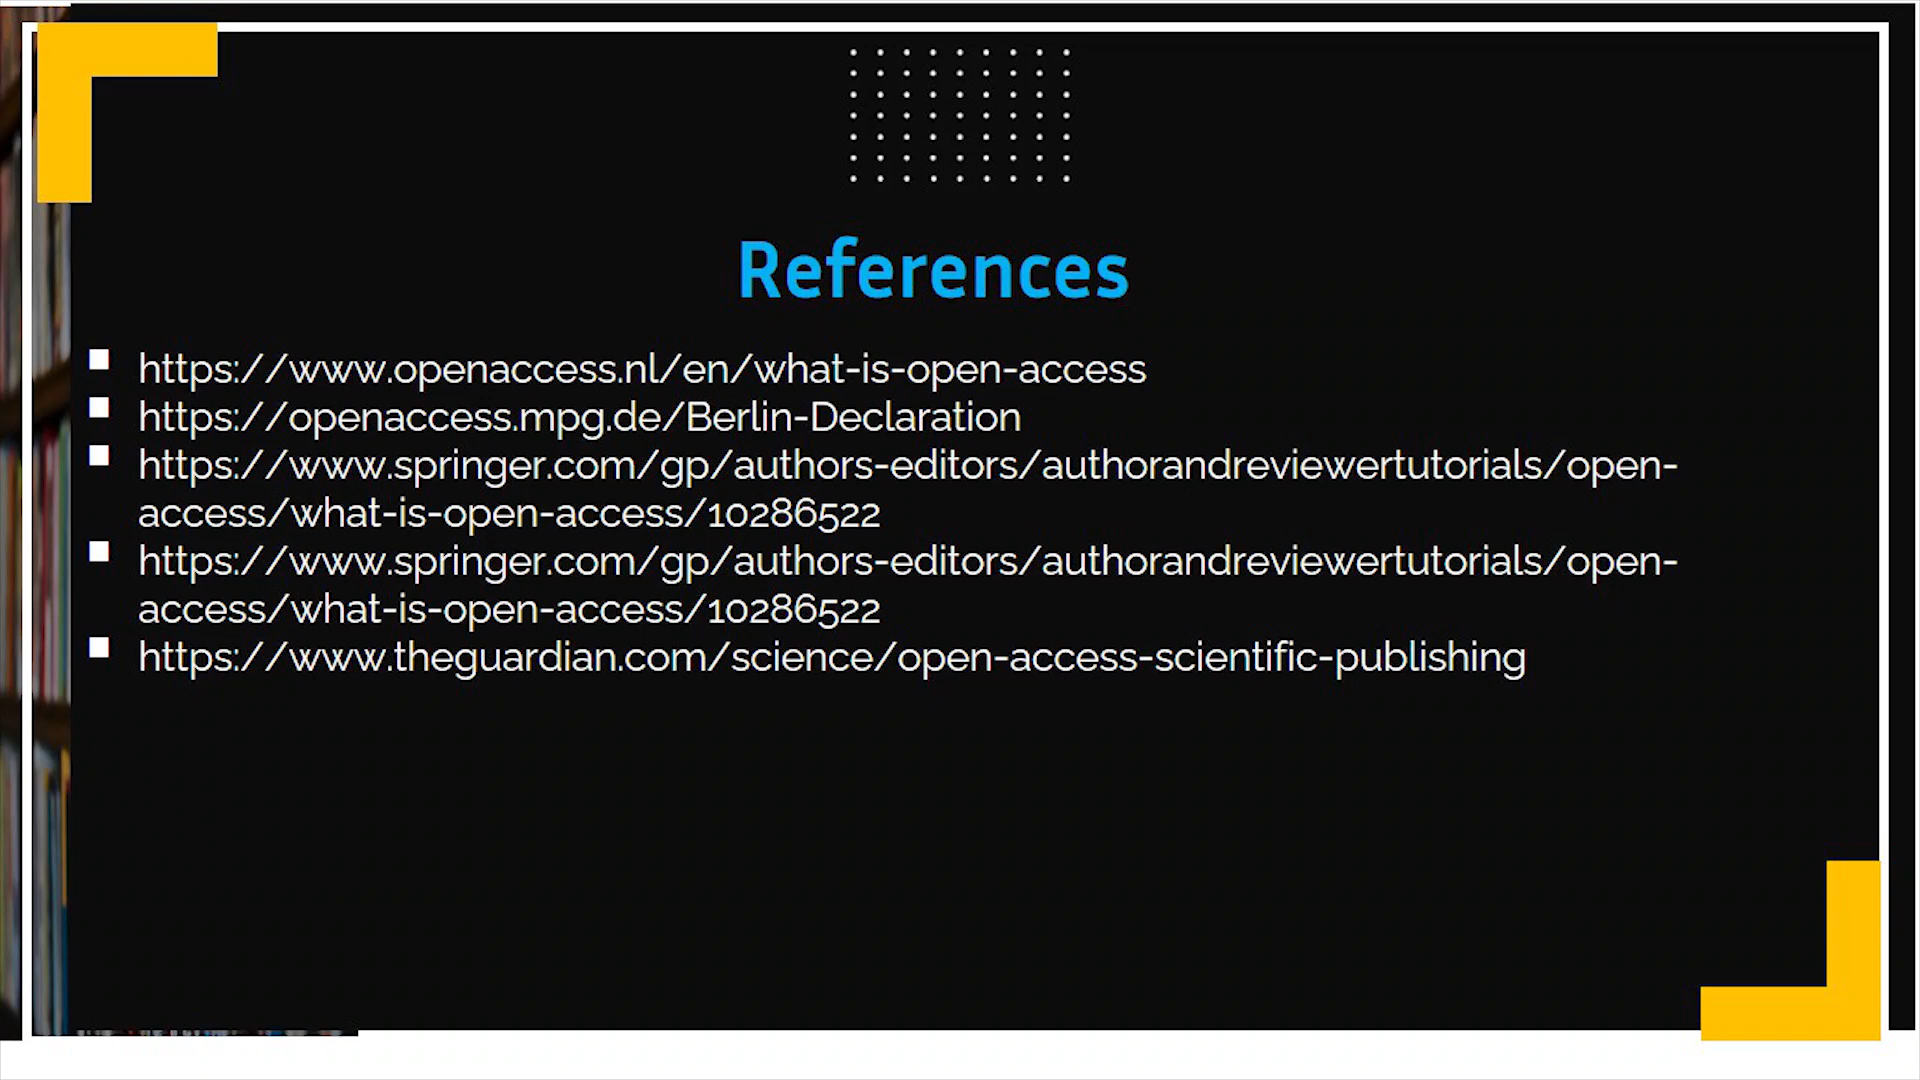 References
https://www.openaccess.nl/en/what-is-open-access
https://openaccess.mpg.de/Berlin-Declaration
https://www.springer.com/gp/authors-editors/authorandreviewertutorials/open-
access/what-is-open-access/10286522
https://www.springer.com/gp/authors-editors/authorandreviewertutorials/open-
access/what-is-open-access/10286522
https://www.theguardian.com/science/open-access-scientific-publishing